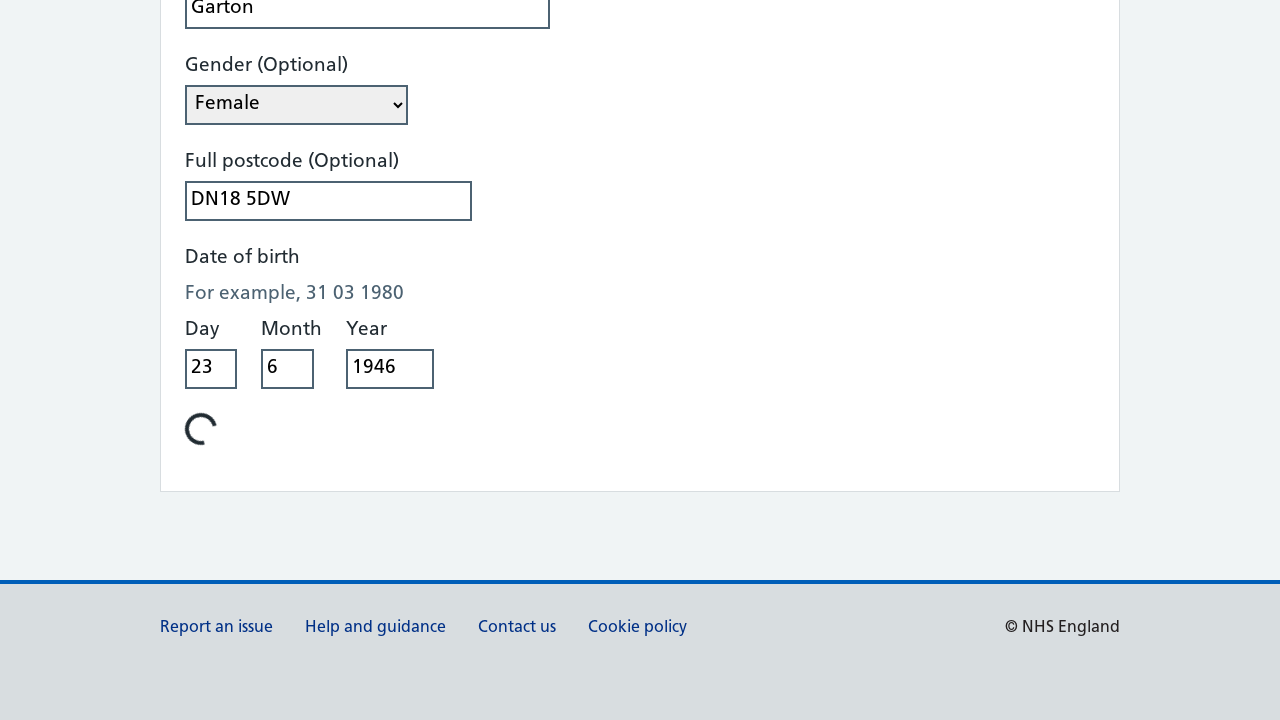 Garton
Gender (Optional)
Female
Full postcode (Optional)
DN18 5DW
Date of birth
For example, 31 03 1980
Day Month Year
23 6 1946
Report an issue Help and guidance Contact us Cookie policy © NHS England